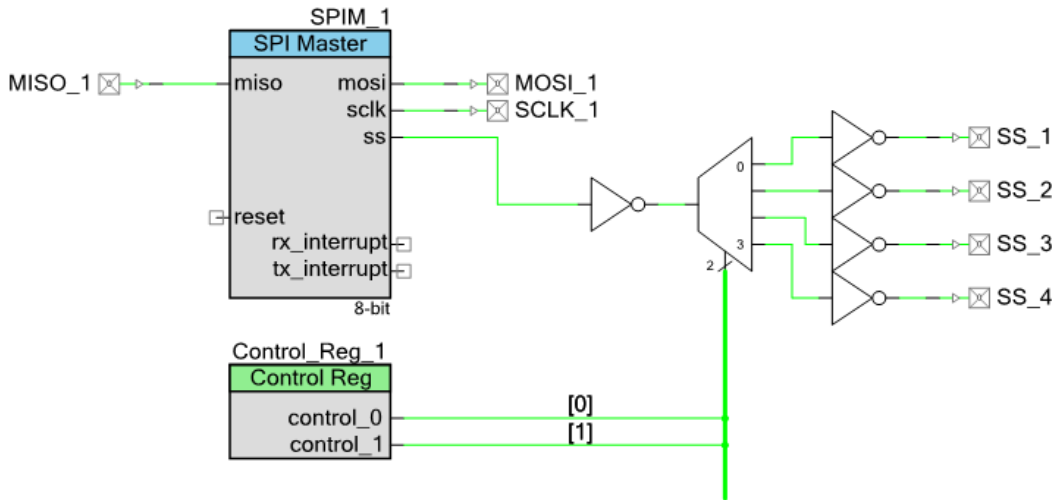 SPIM_1
SPI Master
MISO_1
miso
mosi
MOSI_1
sclk
SCLK_1
ss
reset
rx_interrupt
tx_interrupt
8-bit
0
3
2
SS_1
SS_2
SS_3
SS_4
Control_Reg_1
Control Reg
control_0
[0]
control_1
[1]